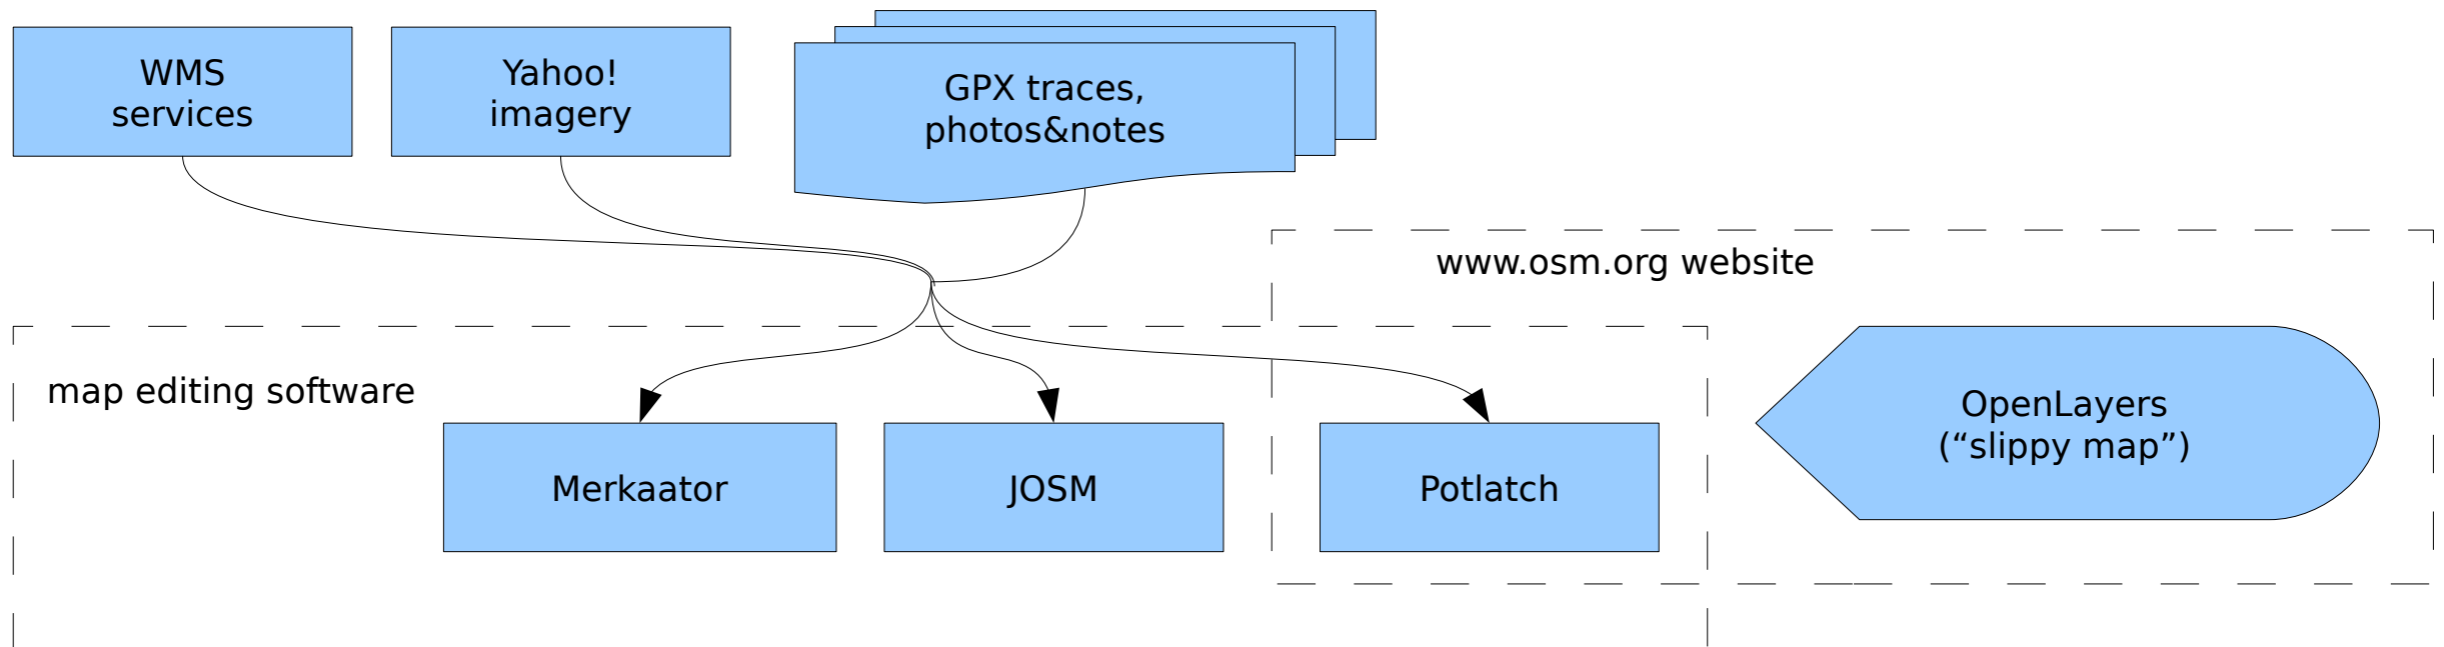 WMS
services
Yahoo!
imagery
GPX traces,
photos&notes
www.osm.org website
map editing software
OpenLayers
(“slippy map”)
Merkaator
JOSM
Potlatch